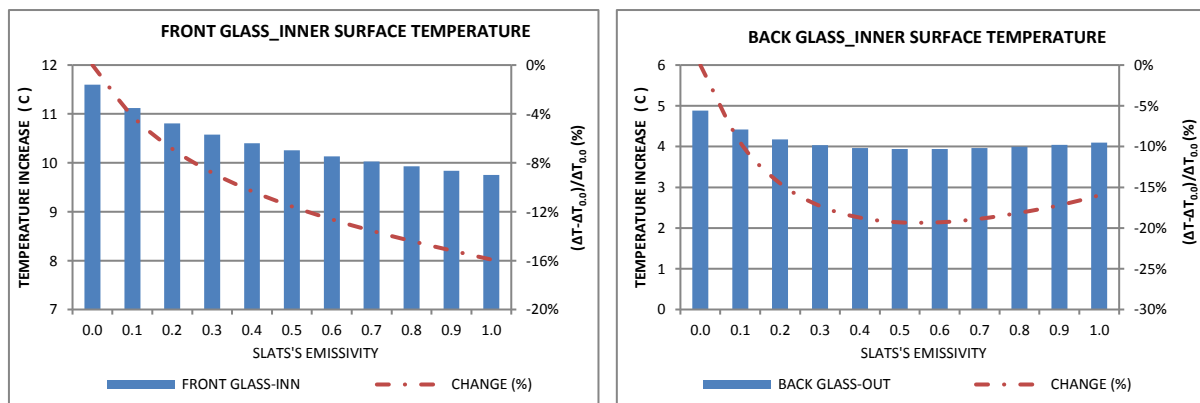 FRONT GLASS_INNER SURFACE TEMPERATURE
TEMPERATURE INCREASE ( C )
12
11
10
9
8
7
0%
-4%
-8%
-12%
-16%
-20%
(ΔT-ΔT0.0)/ΔT0.0 (%)
0.0 0.1 0.2 0.3 0.4 0.5 0.6 0.7 0.8 0.9 1.0
SLATS'S EMISSIVITY
FRONT GLASS-INN CHANGE (%)
BACK GLASS_INNER SURFACE TEMPERATURE
TEMPERATURE INCREASE ( C )
6
5
4
3
2
1
0
0%
-5%
-10%
-15%
-20%
-25%
-30%
(ΔT-ΔT0.0)/ΔT0.0 (%)
0.0 0.1 0.2 0.3 0.4 0.5 0.6 0.7 0.8 0.9 1.0
SLATS'S EMISSIVITY
BACK GLASS-OUT CHANGE (%)